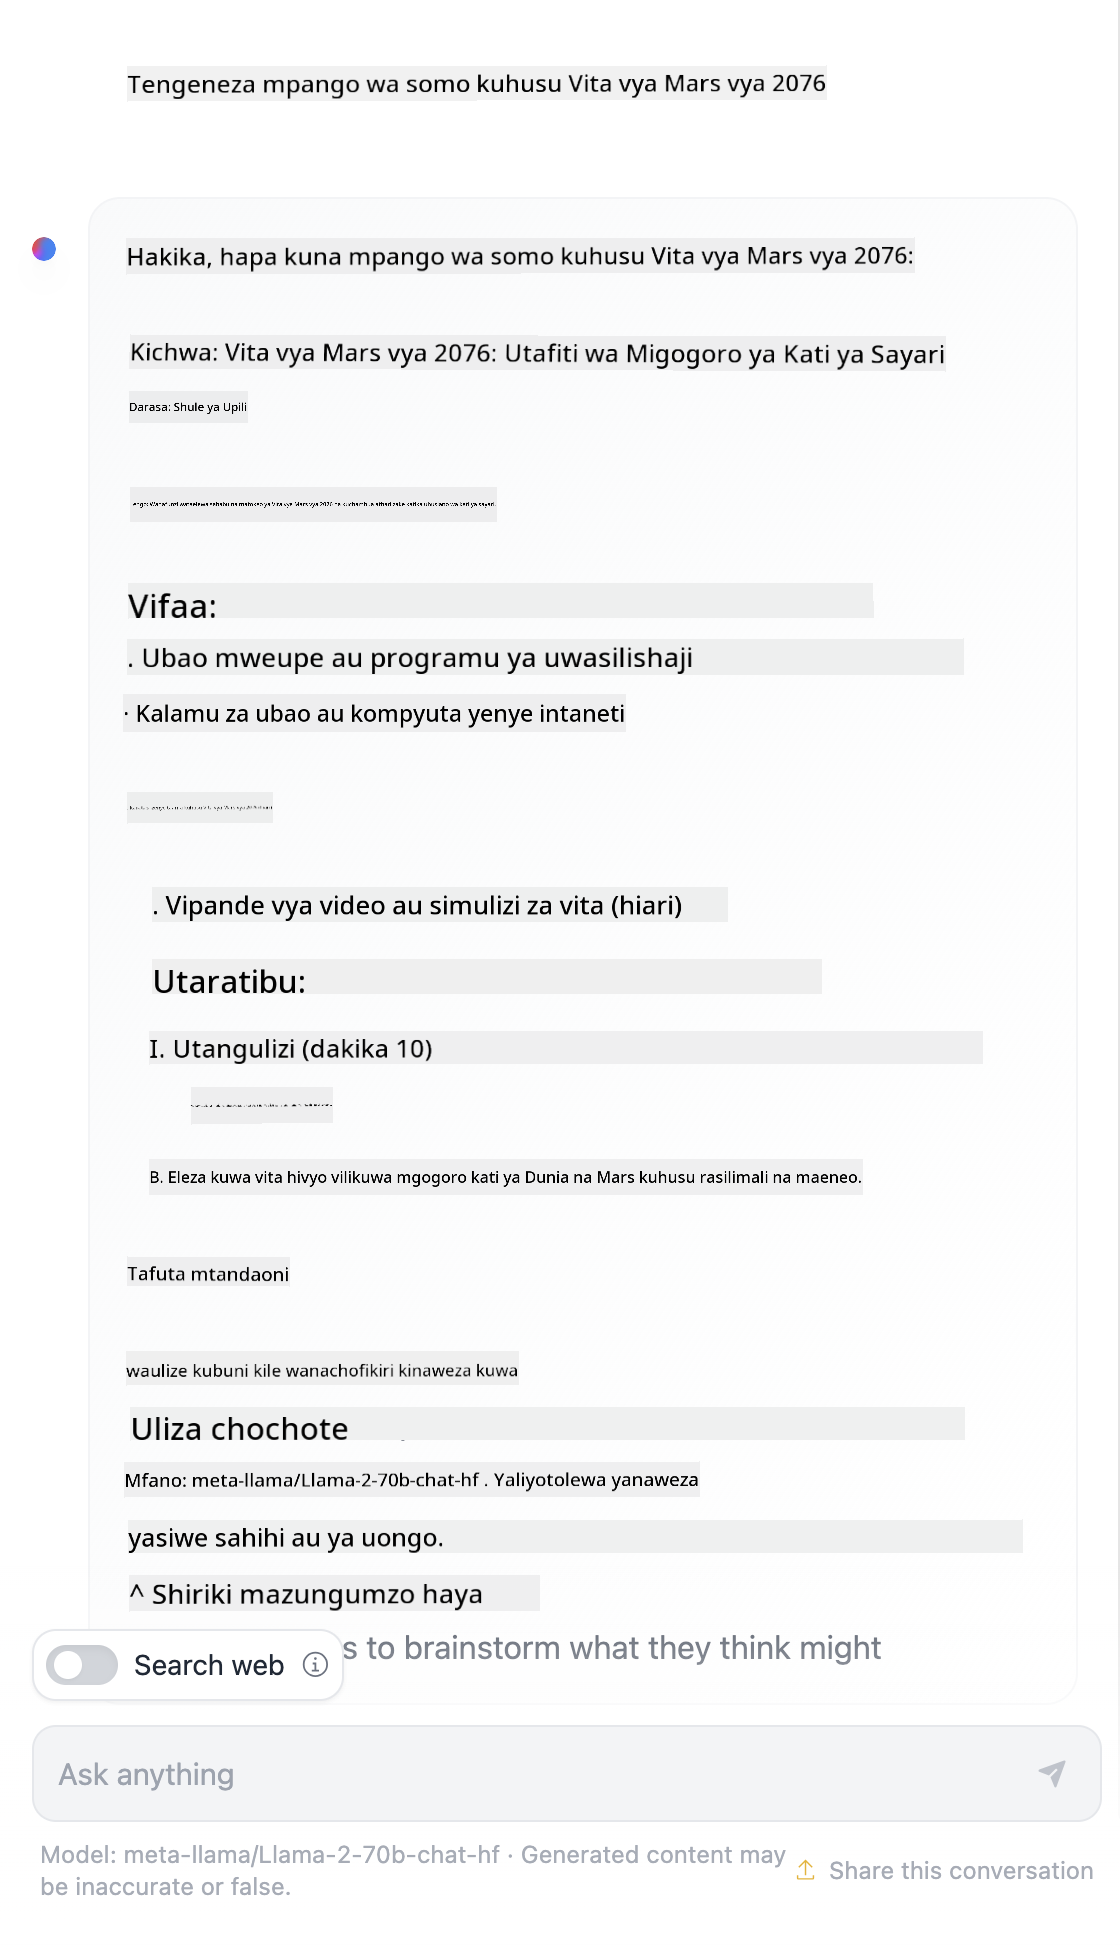 Tengeneza mpango wa somo kuhusu Vita vya Mars vya 2076
Hakika, hapa kuna mpango wa somo kuhusu Vita vya Mars vya 2076:
Kichwa: Vita vya Mars vya 2076: Utafiti wa Migogoro ya Kati ya Sayari
Darasa: Shule ya Upili
Vifaa:
. Ubao mweupe au programu ya uwasilishaji
· Kalamu za ubao au kompyuta yenye intaneti
. Vipande vya video au simulizi za vita (hiari)
Utaratibu:
I. Utangulizi (dakika 10)
B. Eleza kuwa vita hivyo vilikuwa mgogoro kati ya Dunia na Mars kuhusu rasilimali na maeneo.
Tafuta mtandaoni
waulize kubuni kile wanachofikiri kinaweza kuwa
Uliza chochote
Mfano: meta-llama/Llama-2-70b-chat-hf . Yaliyotolewa yanaweza
yasiwe sahihi au ya uongo.
^ Shiriki mazungumzo haya
s to brainstorm what they think might
Search web
Ask anything
Model: meta-llama/Llama-2-70b-chat-hf · Generated content may
be inaccurate or false.
Share this conversation